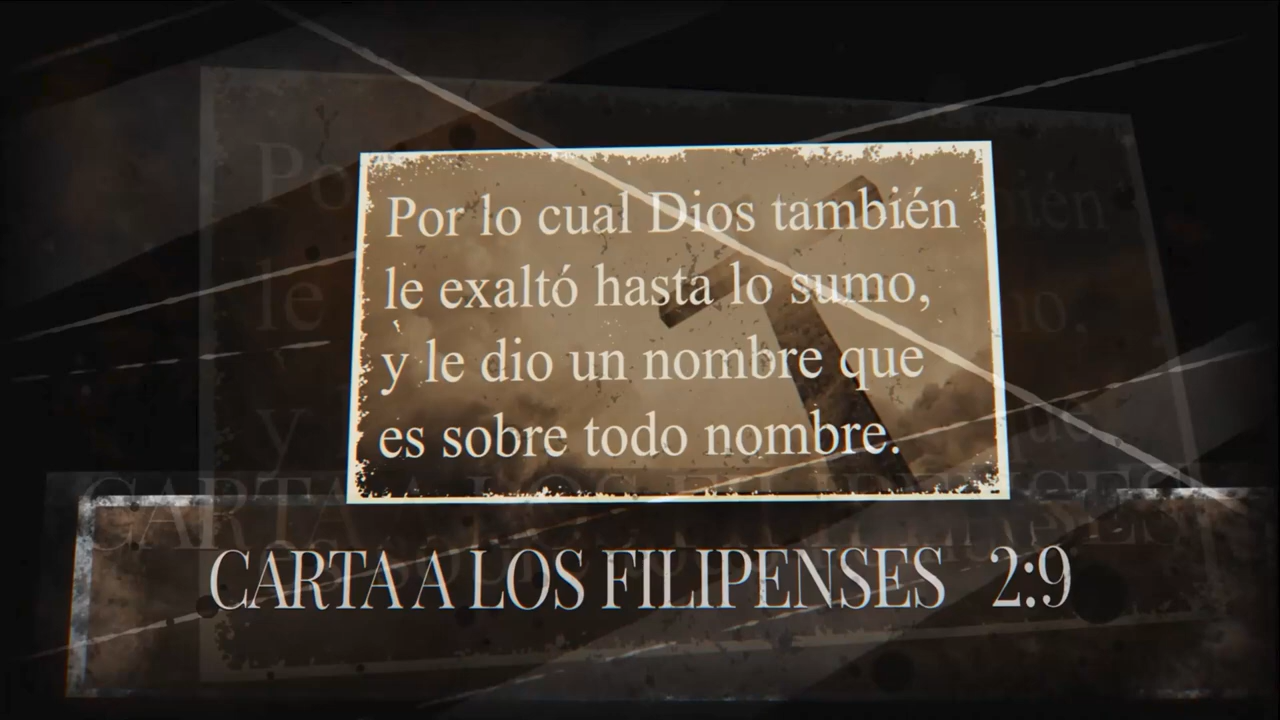 Por lo cual Dios también
le exaltó hasta lo sumo,
y le dio un nombre que
es sobre todo nombre.
CARTA A LOS FILIPENSES 2:9